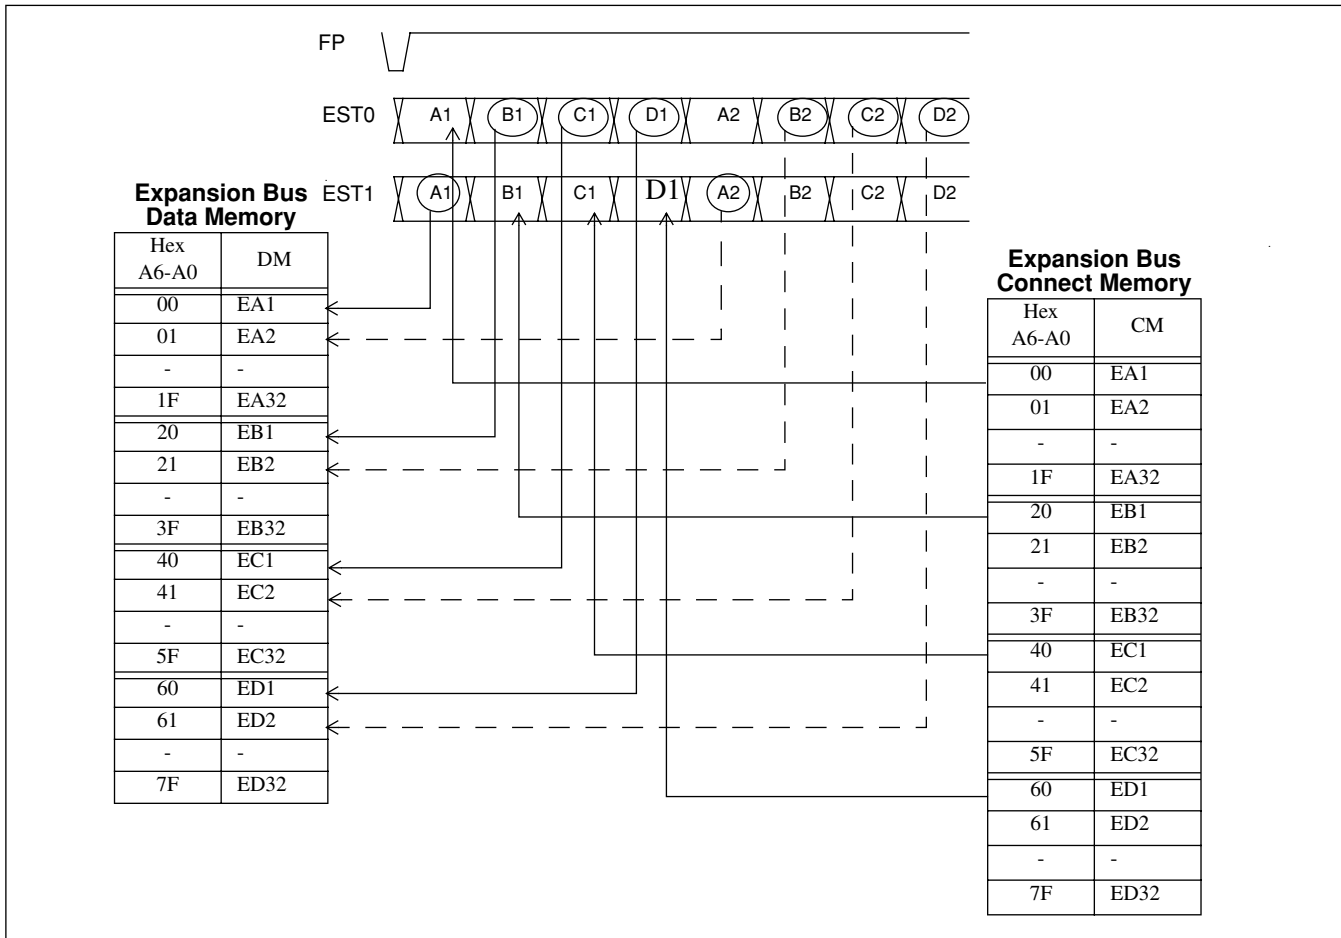 FP
EST0 A1 B1 C1 D1 A2 B2 C2 D2
EST1 A1 B1 C1 D1 A2 B2 C2 D2
Expansion Bus
Data Memory
Hex
A6-A0 DM
00 EA1
01 EA2
- -
1F EA32
20 EB1
21 EB2
- -
3F EB32
40 EC1
41 EC2
- -
5F EC32
60 ED1
61 ED2
- -
7F ED32
Expansion Bus
Connect Memory
Hex
A6-A0 CM
00 EA1
01 EA2
- -
1F EA32
20 EB1
21 EB2
- -
3F EB32
40 EC1
41 EC2
- -
5F EC32
60 ED1
61 ED2
- -
7F ED32